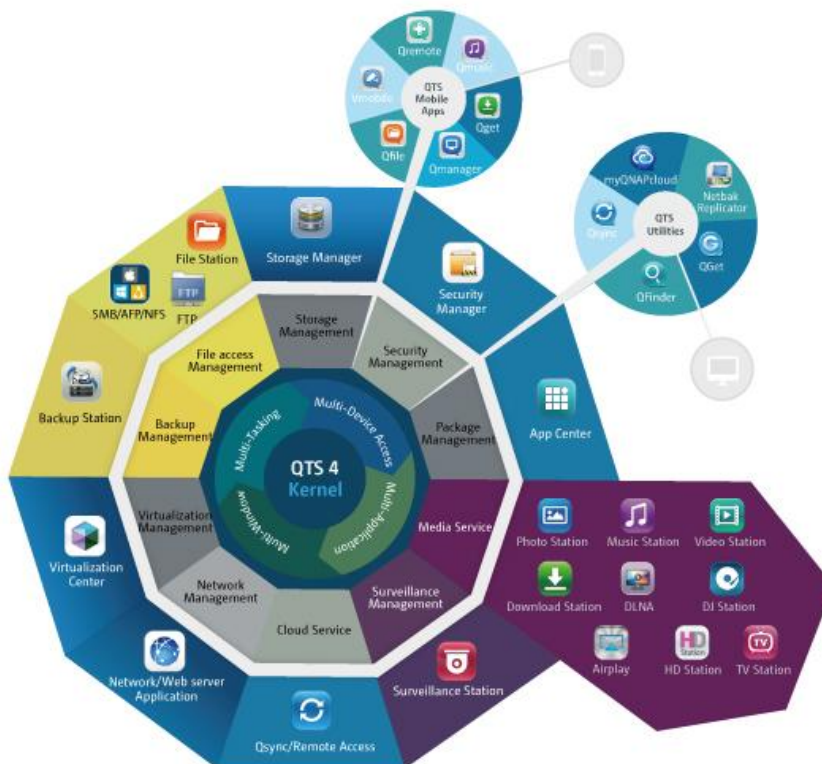 Qremote
Qmusic
Vmobile
QTS
Mobile
Apps
Qget
Qfile
Qmanager
myQNAPcloud
Netbak
Replicator
Qsync
QTS
Utilities
QGet
QFinder
File Station
Storage Manager
SMB/AFP/NFS
FTP
FTP
Security
Manager
Storage
Management
File access
Management
Security
Management
Backup Station
Backup
Management
Package
Management
App Center
Multi-Tasking
Multi-Device Access
QTS 4
Kernel
Multi-Window
Multi-Application
Virtualization
Management
Media Service
Virtualization
Center
Network
Management
Surveillance
Management
Cloud Service
Network/Web server
Application
Qsync/Remote Access
Surveillance Station
Photo Station
Music Station
Video Station
Download Station
DLNA
DJ Station
Airplay
HD
Station
HD Station
TV
TV Station